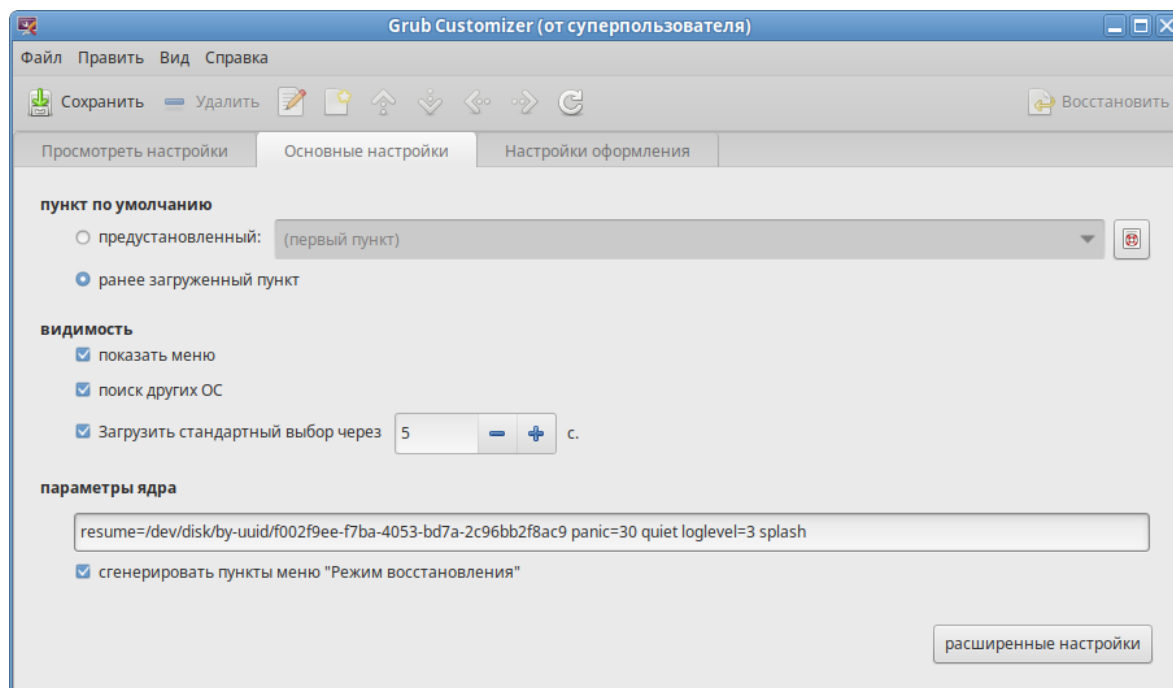 Grub Customizer (от суперпользователя)
Файл Править Вид Справка
Сохранить Удалить Восстановить
Просмотреть настройки Основные настройки Настройки оформления
пункт по умолчанию
предустановленный: (первый пункт)
ранее загруженный пункт
видимость
показать меню
поиск других ОС
Загрузить стандартный выбор через 5 с.
параметры ядра
resume=/dev/disk/by-uuid/f002f9ee-f7ba-4053-bd7a-2c96bb2f8ac9 panic=30 quiet loglevel=3 splash
сгенерировать пункты меню "Режим восстановления"
расширенные настройки